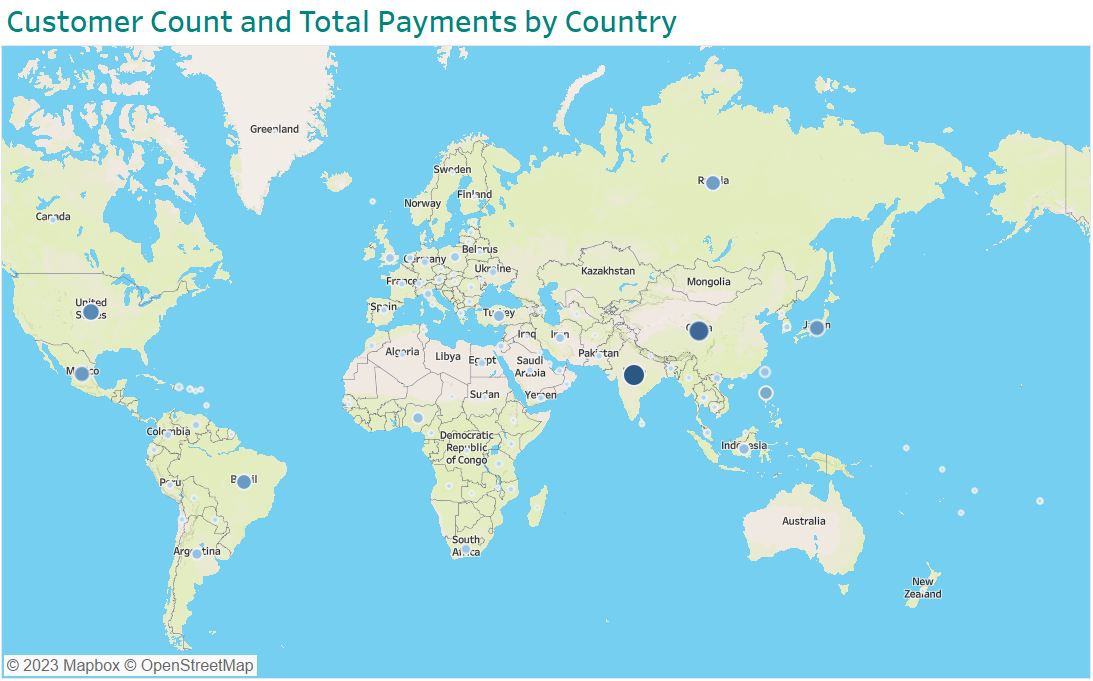 Customer Count and Total Payments by Country
Greenland
Sweden
Finland
Norway
Canada
Belarus
Germany
Ukraine
Kazakhstan
France
Mongolia
United
Spain
Turkey
Iraq
Iran
Algeria
Libya
Egypt
Saudi
Arabia
Pakistan
Sudan
Yemen
Colombia
Democratic
Republic
of Congo
Indonesia
Peru
Australia
South
Africa
Argentina
New
Zealand
© 2023 Mapbox © OpenStreetMap